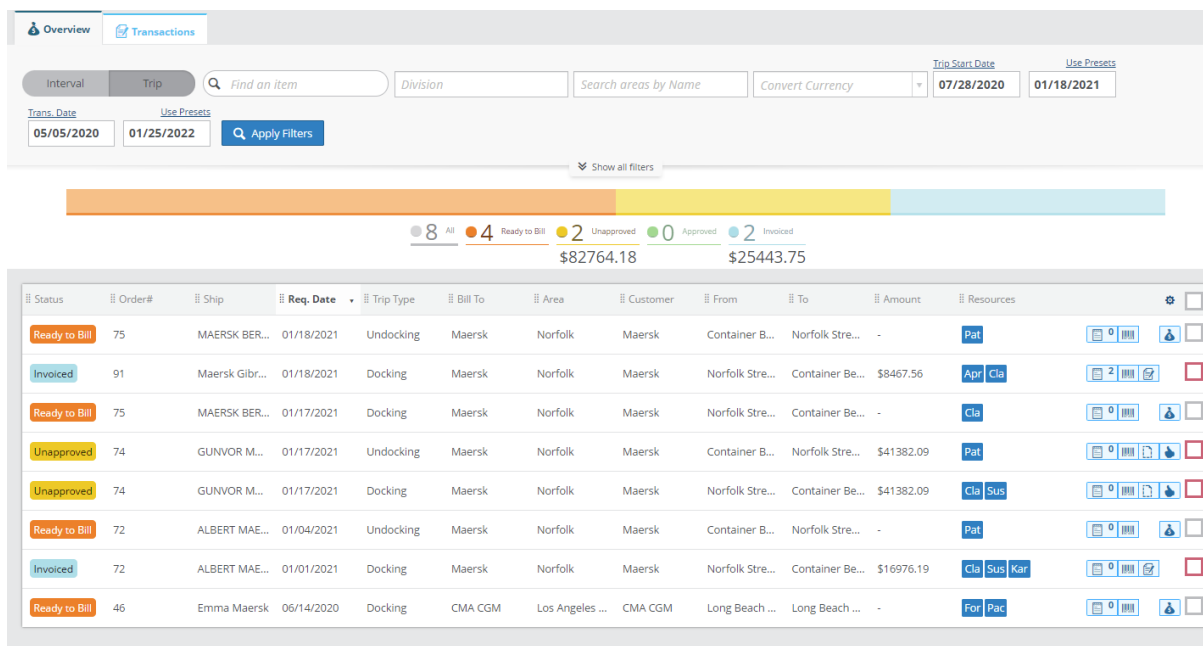 Overview Transactions
Trip Start Date Use Presets
Interval Trip Find an item Division Search areas by Name Convert Currency 07/28/2020 01/18/2021
Trans. Date Use Presets
05/05/2020 01/25/2022 Apply Filters
Show all filters
8 All 4 Ready to Bill 2 Unapproved 0 Approved 2 Invoiced
$82764.18 $25443.75
Status Order# Ship Req. Date Trip Type Bill To Area Customer From To Amount Resources
Ready to Bill 75 MAERSK BER... 01/18/2021 Undocking Maersk Norfolk Maersk Container B... Norfolk Stre... - Pat 0
Invoiced 91 Maersk Gibr... 01/18/2021 Docking Maersk Norfolk Maersk Norfolk Stre... Container Be... $8467.56 Apr Cla 2
Ready to Bill 75 MAERSK BER... 01/17/2021 Docking Maersk Norfolk Maersk Norfolk Stre... Container Be... - Cla 0
Unapproved 74 GUNVOR M... 01/17/2021 Undocking Maersk Norfolk Maersk Container B... Norfolk Stre... $41382.09 Pat 0
Unapproved 74 GUNVOR M... 01/17/2021 Docking Maersk Norfolk Maersk Norfolk Stre... Container Be... $41382.09 Cla Sus 0
Ready to Bill 72 ALBERT MAE... 01/04/2021 Undocking Maersk Norfolk Maersk Container B... Norfolk Stre... - Pat 0
Invoiced 72 ALBERT MAE... 01/01/2021 Docking Maersk Norfolk Maersk Norfolk Stre... Container Be... $16976.19 Cla Sus Kar 0
Ready to Bill 46 Emma Maersk 06/14/2020 Docking CMA CGM Los Angeles ... CMA CGM Long Beach ... Long Beach ... - For Pac 0